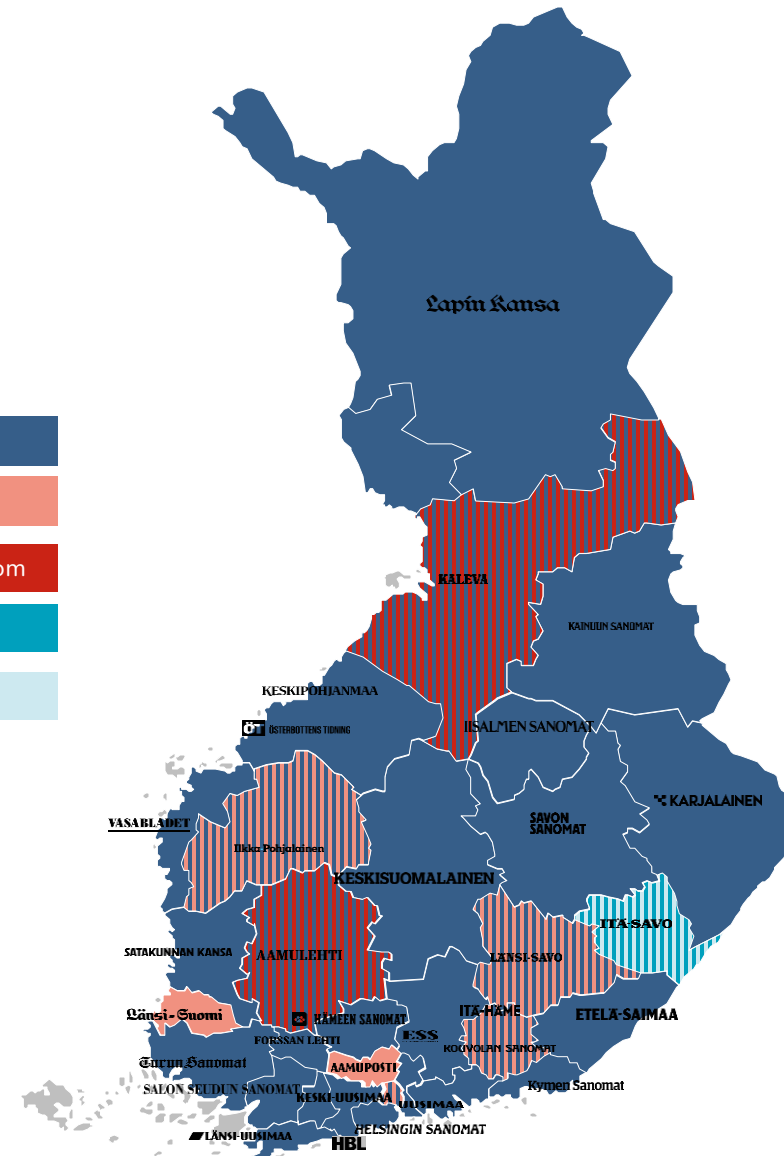 Lapin Kansa
om
KALEVA
KAINUUN SANOMAT
KESKIPOHJANMAA
IISALMEN SANOMAT
ÖT ÖSTERBOTTENS TIDNING
KARJALAINEN
SAVON
SANOMAT
VASABLADET
Ilkka Pohjalainen
KESKISUOMALAINEN
ITÄ-SAVO
SATAKUNNAN KANSA
AAMULEHTI
LÄNSI-SAVO
Länsi-Suomi
HÄMEEN SANOMAT
ITÄ-HÄME
ETELÄ-SAIMAA
FORSSAN LEHTI
ESS
KOUVOLAN SANOMAT
Turun Sanomat
AAMUPOSTI
SALON SEUDUN SANOMAT
KESKI-UUSIMAA
UUSIMAA
Kymen Sanomat
LÄNSI-UUSIMAA
HELSINGIN SANOMAT
HBL